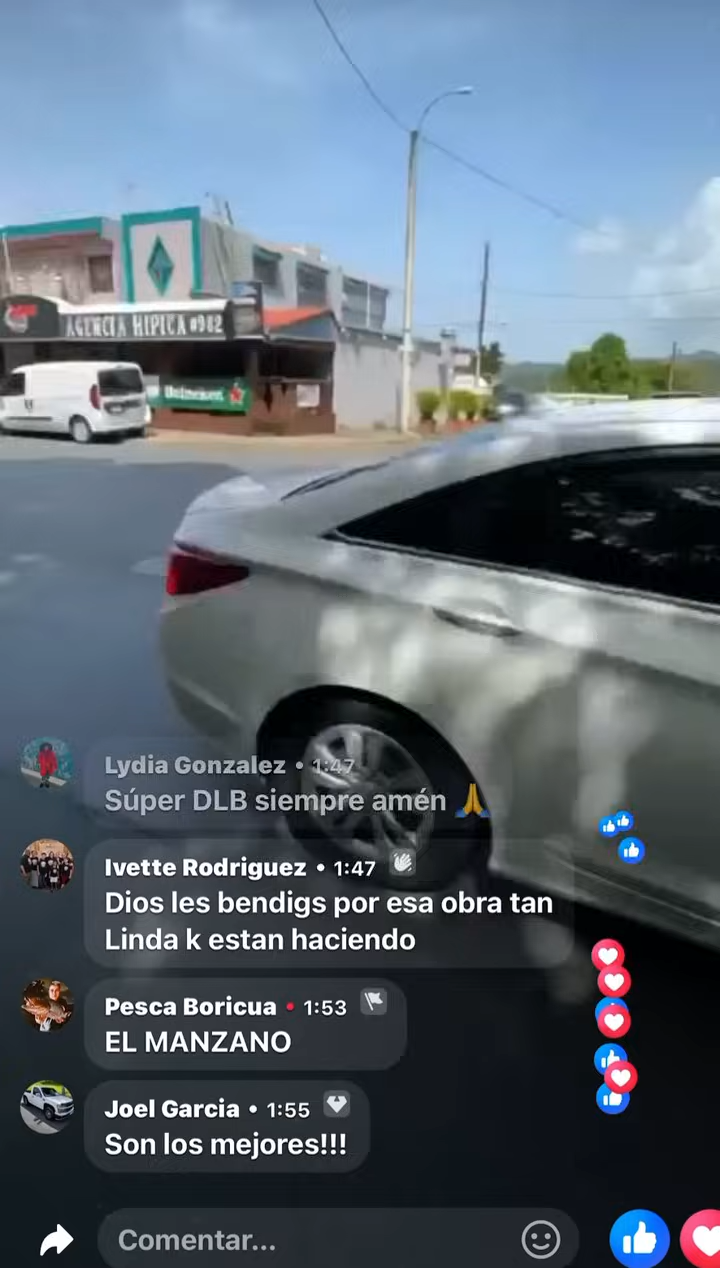 AGENCIA HIPICA #982
Heineken
Lydia Gonzalez • 1:47
Súper DLB siempre amén 🙏
Ivette Rodriguez • 1:47
Dios les bendigs por esa obra tan
Linda k estan haciendo
Pesca Boricua • 1:53
EL MANZANO
Joel Garcia • 1:55
Son los mejores!!!
Comentar...